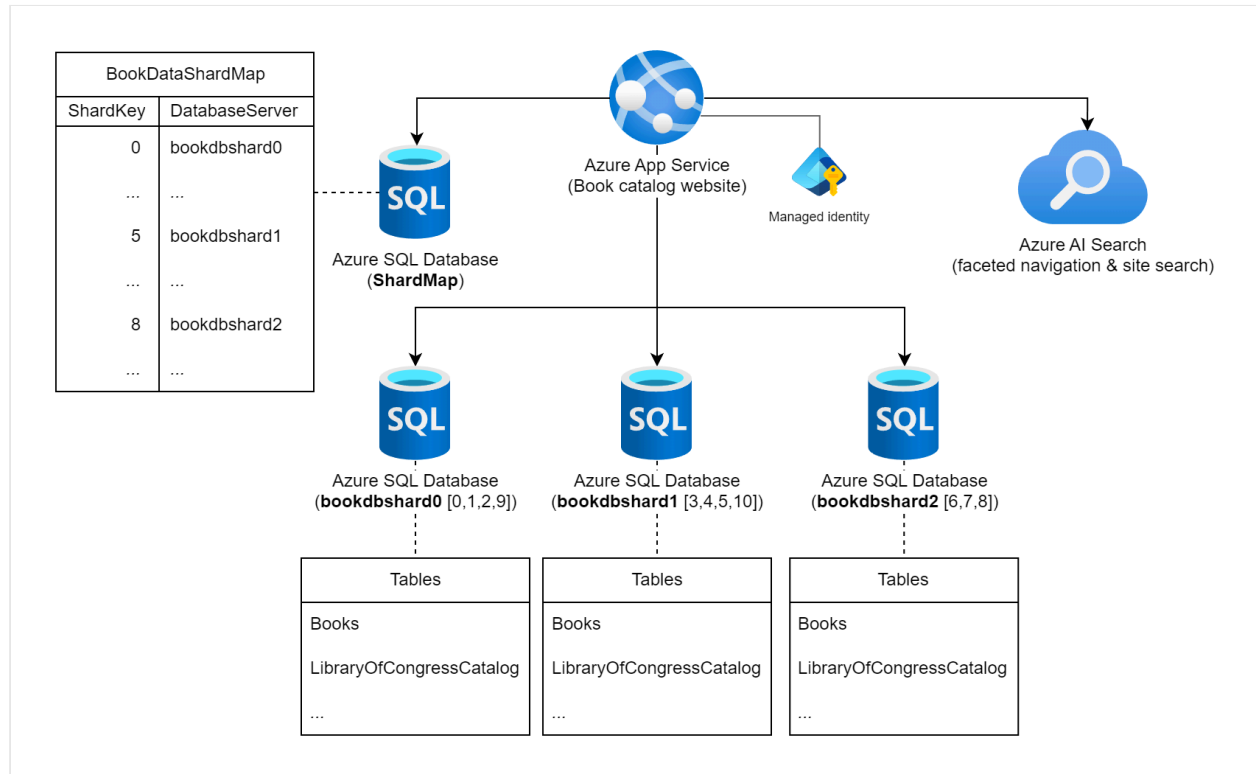 BookDataShardMap
ShardKey DatabaseServer
0 bookdbshard0
... ...
5 bookdbshard1
... ...
8 bookdbshard2
... ...
SQL
Azure SQL Database
(ShardMap)
Azure App Service
(Book catalog website)
Managed identity
Azure AI Search
(faceted navigation & site search)
SQL
Azure SQL Database
(bookdbshard0 [0,1,2,9])
SQL
Azure SQL Database
(bookdbshard1 [3,4,5,10])
SQL
Azure SQL Database
(bookdbshard2 [6,7,8])
Tables
Books
LibraryOfCongressCatalog
...
Tables
Books
LibraryOfCongressCatalog
...
Tables
Books
LibraryOfCongressCatalog
...